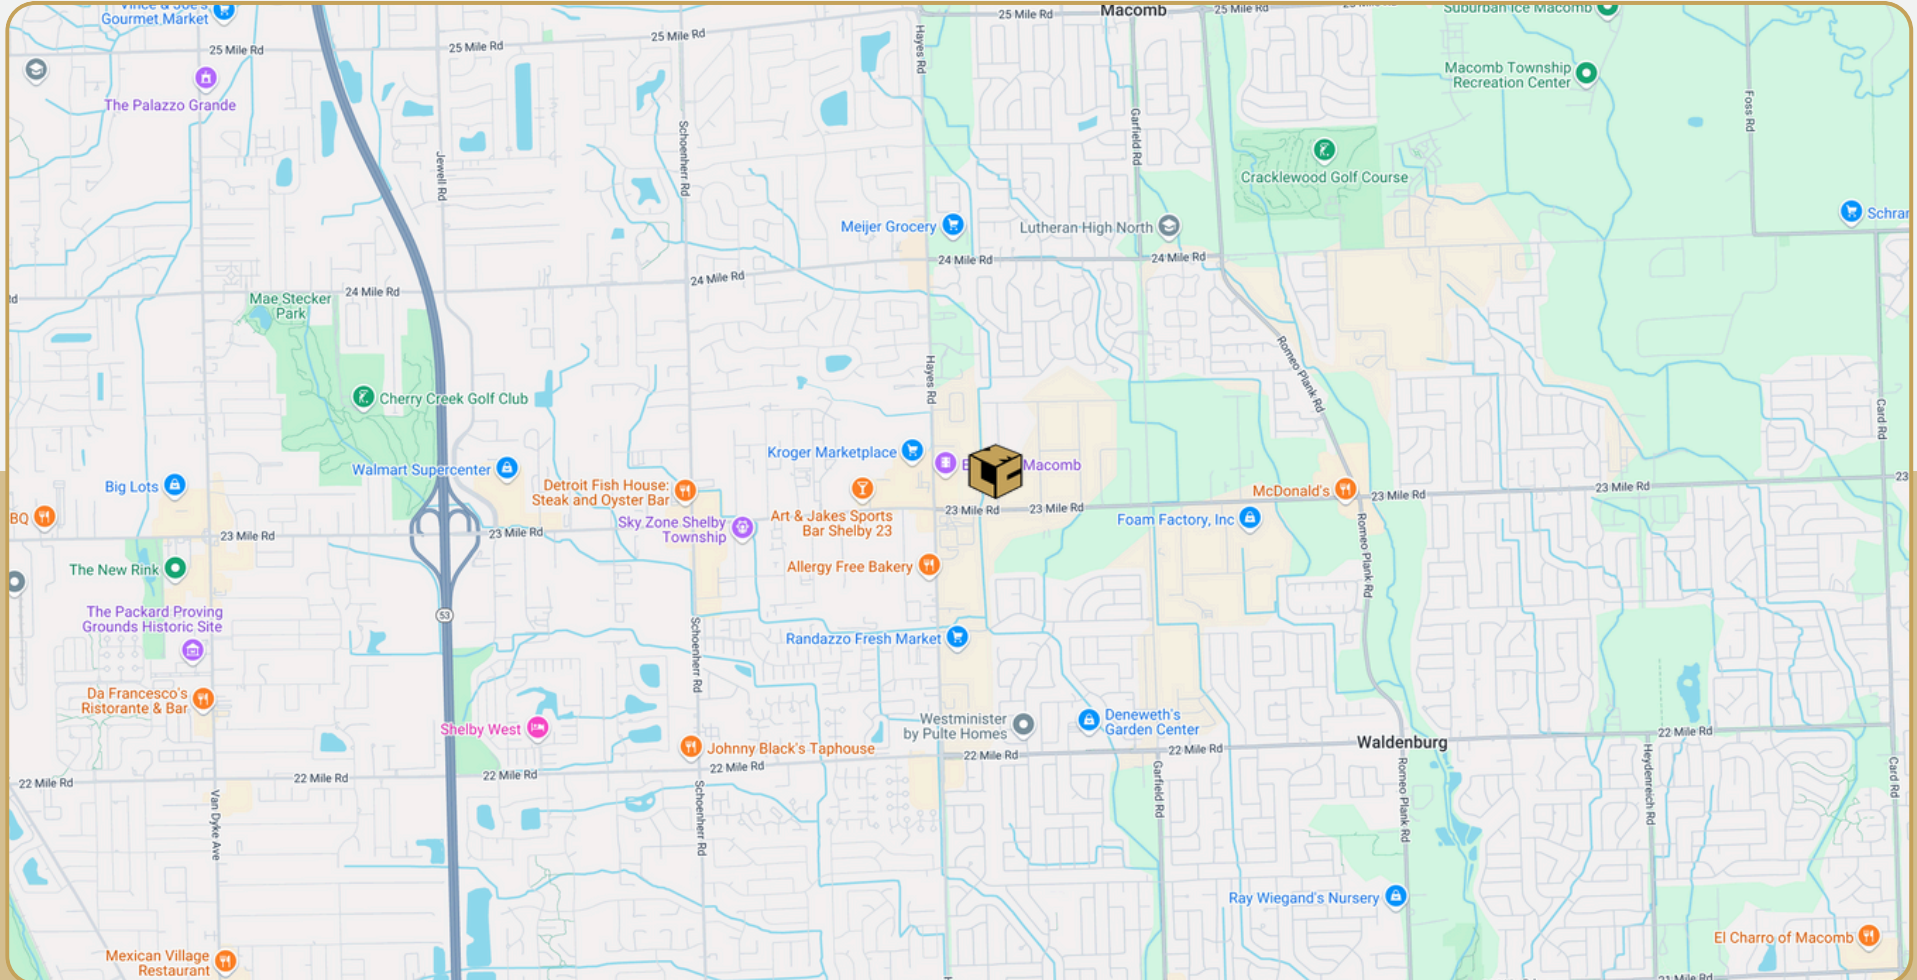 Vince & Joe's
Gourmet Market
25 Mile Rd
25 Mile Rd
25 Mile Rd
25 Mile Rd
Macomb
25 Mile Rd
Suburban Ice Macomb
Hayes Rd
The Palazzo Grande
Macomb Township
Recreation Center
Foss Rd
Garfield Rd
Schoenherr Rd
Jewell Rd
Cracklewood Golf Course
Meijer Grocery
Lutheran High North
Schrar
24 Mile Rd
24 Mile Rd
24 Mile Rd
24 Mile Rd
Rd
Mae Stecker
Park
Romeo Plank Rd
Hayes Rd
Cherry Creek Golf Club
Card Rd
Kroger Marketplace
Macomb
Walmart Supercenter
Big Lots
Detroit Fish House:
Steak and Oyster Bar
McDonald's
23 Mile Rd
23 Mile Rd
23
BQ
Sky Zone Shelby
Township
Art & Jakes Sports
Bar Shelby 23
23 Mile Rd
23 Mile Rd
Foam Factory, Inc
23 Mile Rd
23 Mile Rd
Romeo Plank Rd
The New Rink
Allergy Free Bakery
The Packard Proving
Grounds Historic Site
53
Schoenherr Rd
Randazzo Fresh Market
Da Francesco's
Ristorante & Bar
Shelby West
Westminister
by Pulte Homes
Deneweth's
Garden Center
Johnny Black's Taphouse
22 Mile Rd
22 Mile Rd
22 Mile Rd
22 Mile Rd
22 Mile Rd
22 Mile Rd
Waldenburg
22 Mile Rd
Heydenreich Rd
Card Rd
Van Dyke Ave
Schoenherr Rd
Garfield Rd
Romeo Plank Rd
Ray Wiegand's Nursery
El Charro of Macomb
Mexican Village
Restaurant
21 Mile Rd